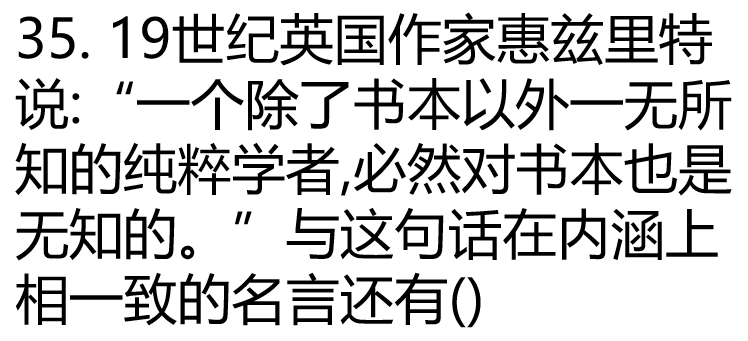 35. 19世纪英国作家惠兹里特
说:“一个除了书本以外一无所
知的纯粹学者,必然对书本也是
无知的。”与这句话在内涵上
相一致的名言还有()